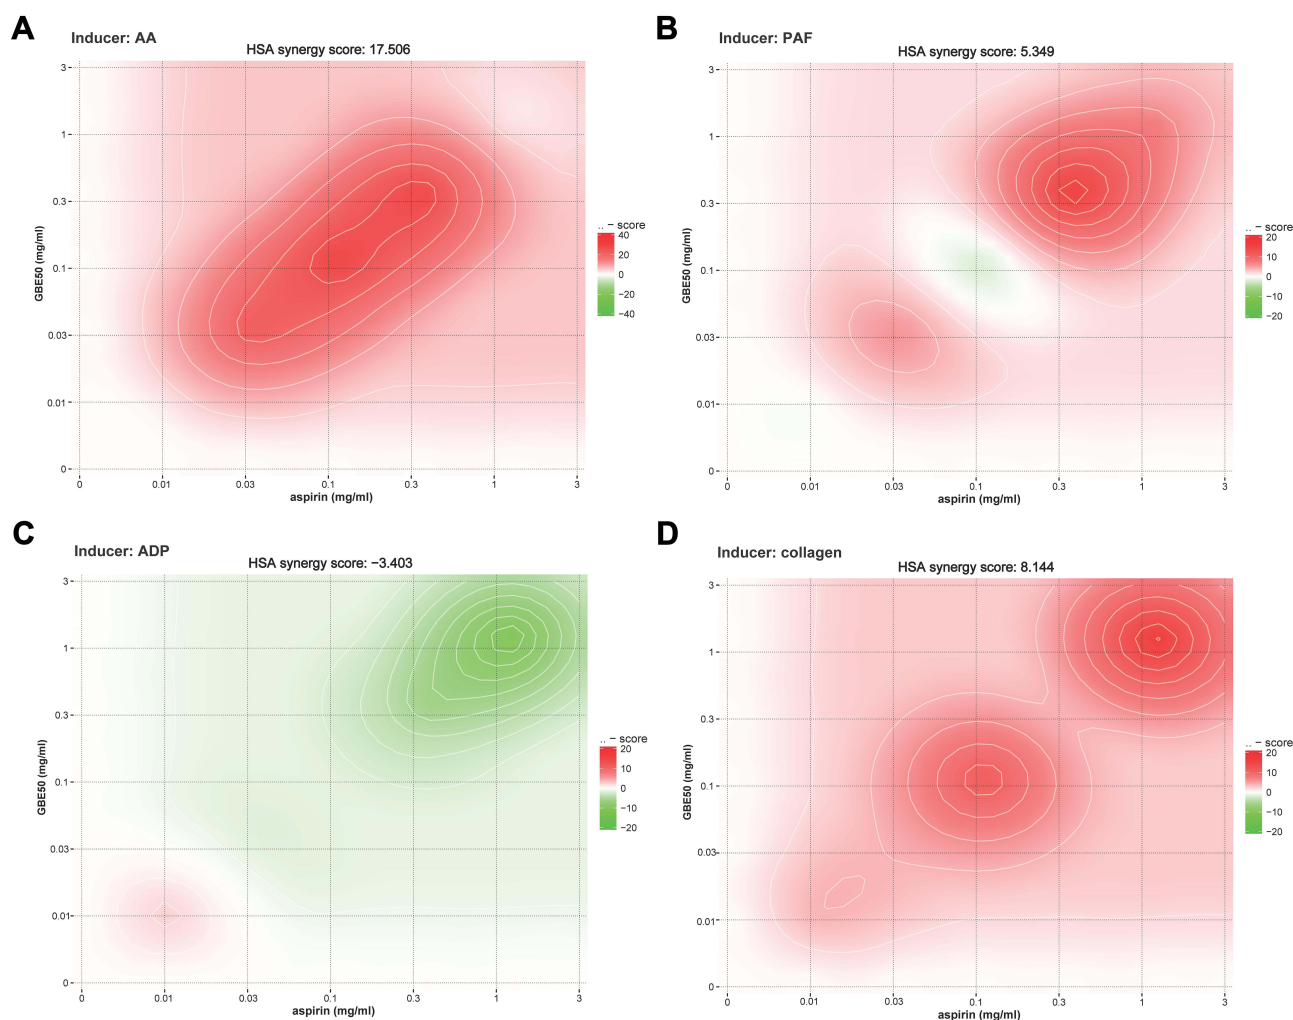 A
Inducer: AA
HSA synergy score: 17.506
3
1
0.3
0.1
0.03
0.01
0
GBE50 (mg/ml)
0 0.01 0.03 0.1 0.3 1 3
aspirin (mg/ml)
.. – score
40
20
0
−20
−40
B
Inducer: PAF
HSA synergy score: 5.349
3
1
0.3
0.1
0.03
0.01
0
GBE50 (mg/ml)
0 0.01 0.03 0.1 0.3 1 3
aspirin (mg/ml)
.. – score
20
10
0
−10
−20
C
Inducer: ADP
HSA synergy score: −3.403
3
1
0.3
0.1
0.03
0.01
0
GBE50 (mg/ml)
0 0.01 0.03 0.1 0.3 1 3
aspirin (mg/ml)
.. – score
20
10
0
−10
−20
D
Inducer: collagen
HSA synergy score: 8.144
3
1
0.3
0.1
0.03
0.01
0
GBE50 (mg/ml)
0 0.01 0.03 0.1 0.3 1 3
aspirin (mg/ml)
.. – score
20
10
0
−10
−20